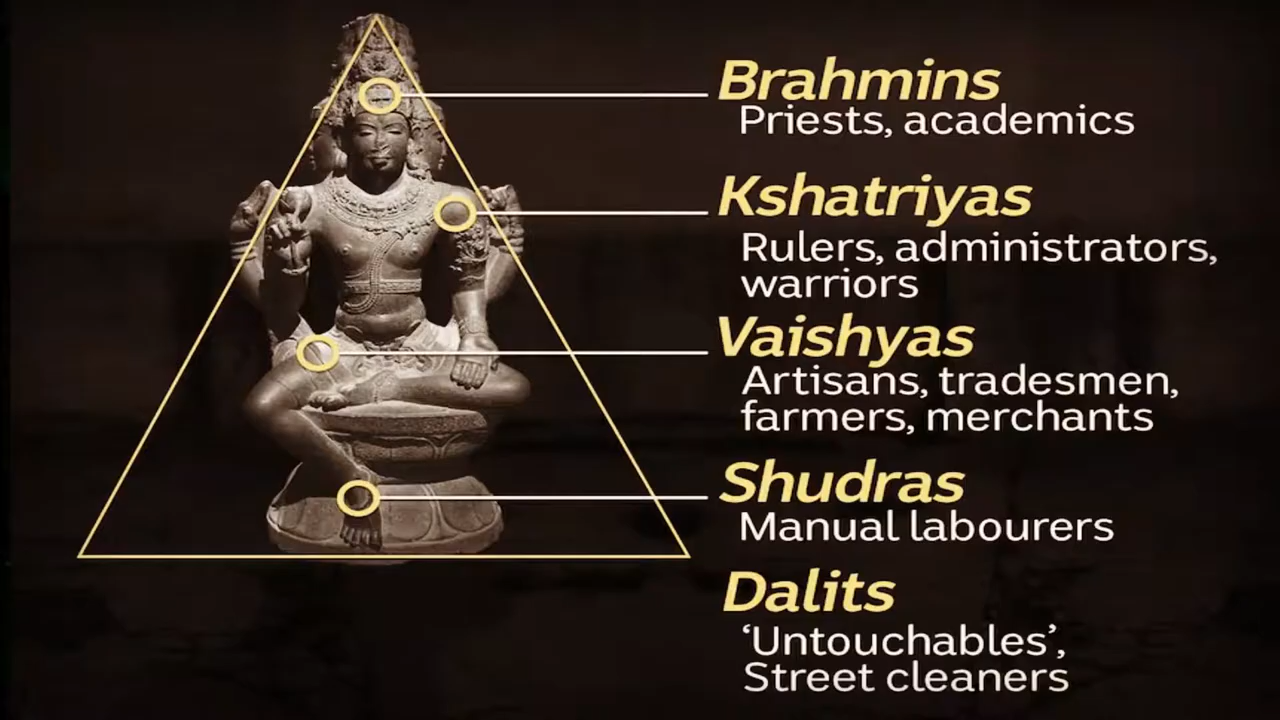 Brahmins
Priests, academics
Kshatriyas
Rulers, administrators,
warriors
Vaishyas
Artisans, tradesmen,
farmers, merchants
Shudras
Manual labourers
Dalits
‘Untouchables’,
Street cleaners